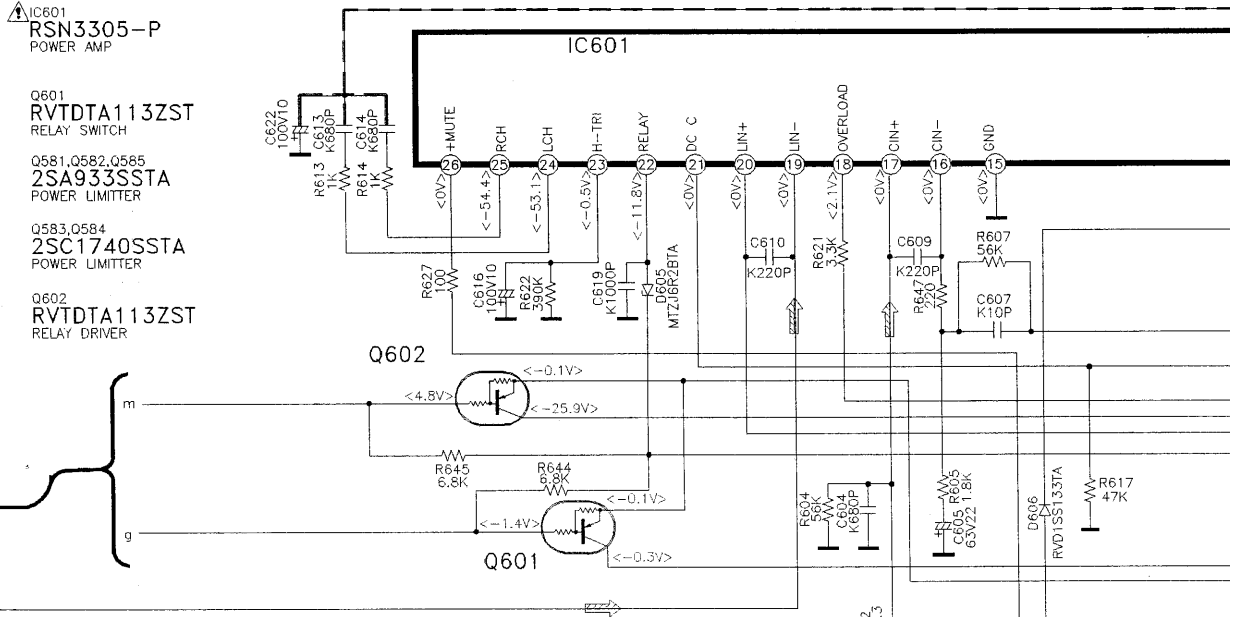 IC601
RSN3305-P
POWER AMP
Q601
RVTDTA113ZST
RELAY SWITCH
Q581,Q582,Q585
2SA933SSTA
POWER LIMITTER
Q583,Q584
2SC1740SSTA
POWER LIMITTER
Q602
RVTDTA113ZST
RELAY DRIVER
IC601
C622
100V10
C613
K680P
C614
K680P
R613
1K
R614
1K
+MUTE
RCH
LCH
H-TRI
RELAY
DC C
LIN+
LIN-
OVERLOAD
CIN+
CIN-
GND
26
25
24
23
22
21
20
19
18
17
16
15
<0V>
<-54.4>
<-53.1>
<-0.5V>
<-11.8V>
<0V>
<0V>
<0V>
<2.1V>
<0V>
<0V>
<0V>
R627
100
C616
100V10
R622
390K
C619
K1000P
D605
MTZJ6R2BTA
C610
K220P
R621
3.3K
C609
K220P
R647
220
R607
56K
C607
K10P
Q602
<-0.1V>
<4.8V>
<-25.9V>
m
R645
6.8K
R644
6.8K
<-0.1V>
<-1.4V>
g
Q601
<-0.3V>
R604
56K
C604
K680P
R605
1.8K
C605
63V22
D606
RVD1SS133TA
R617
47K